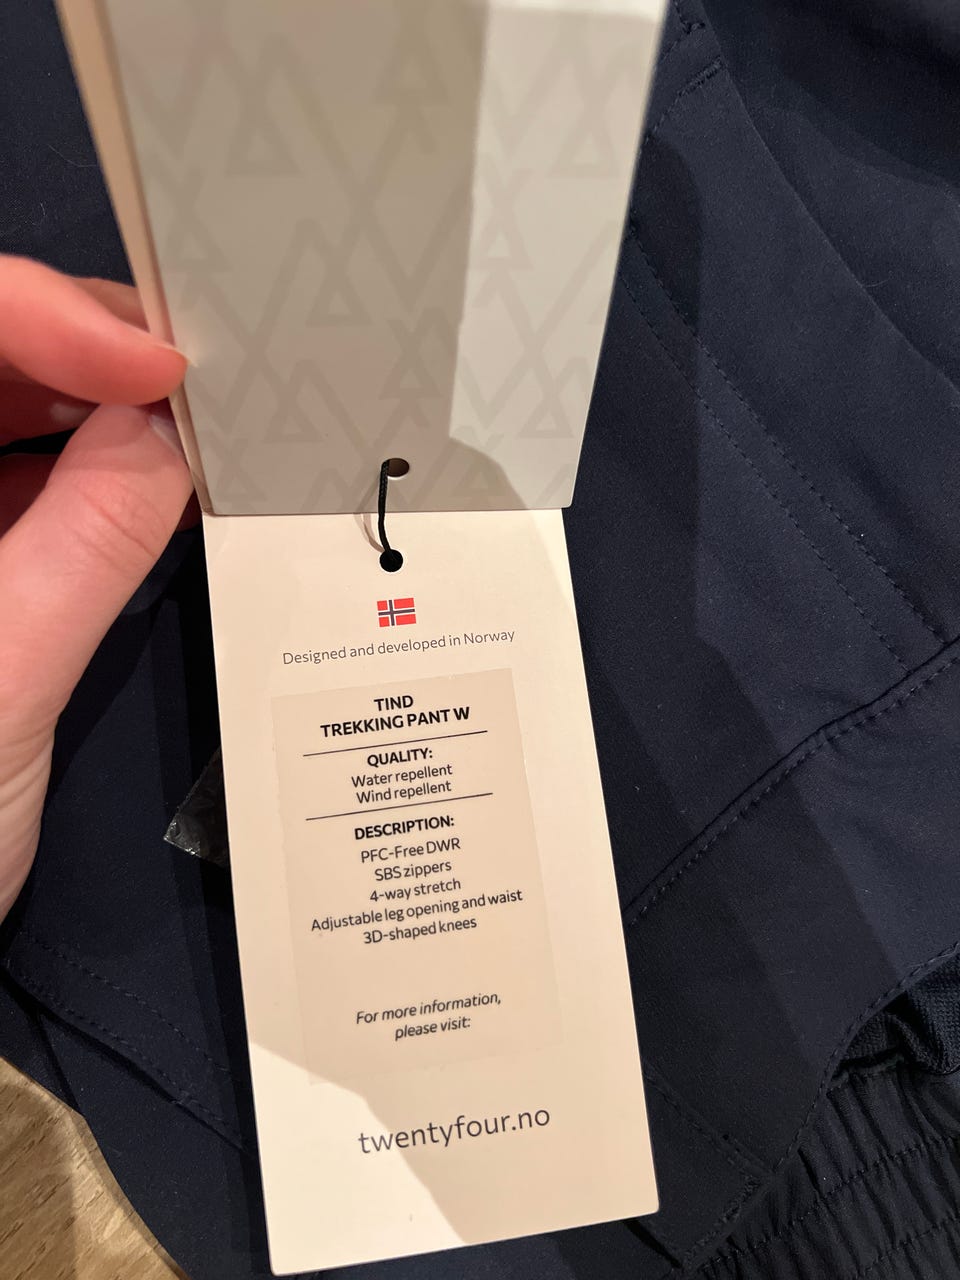 Designed and developed in Norway
TIND
TREKKING PANT W
QUALITY:
Water repellent
Wind repellent
DESCRIPTION:
PFC-Free DWR
SBS zippers
4-way stretch
Adjustable leg opening and waist
3D-shaped knees
For more information,
please visit:
twentyfour.no